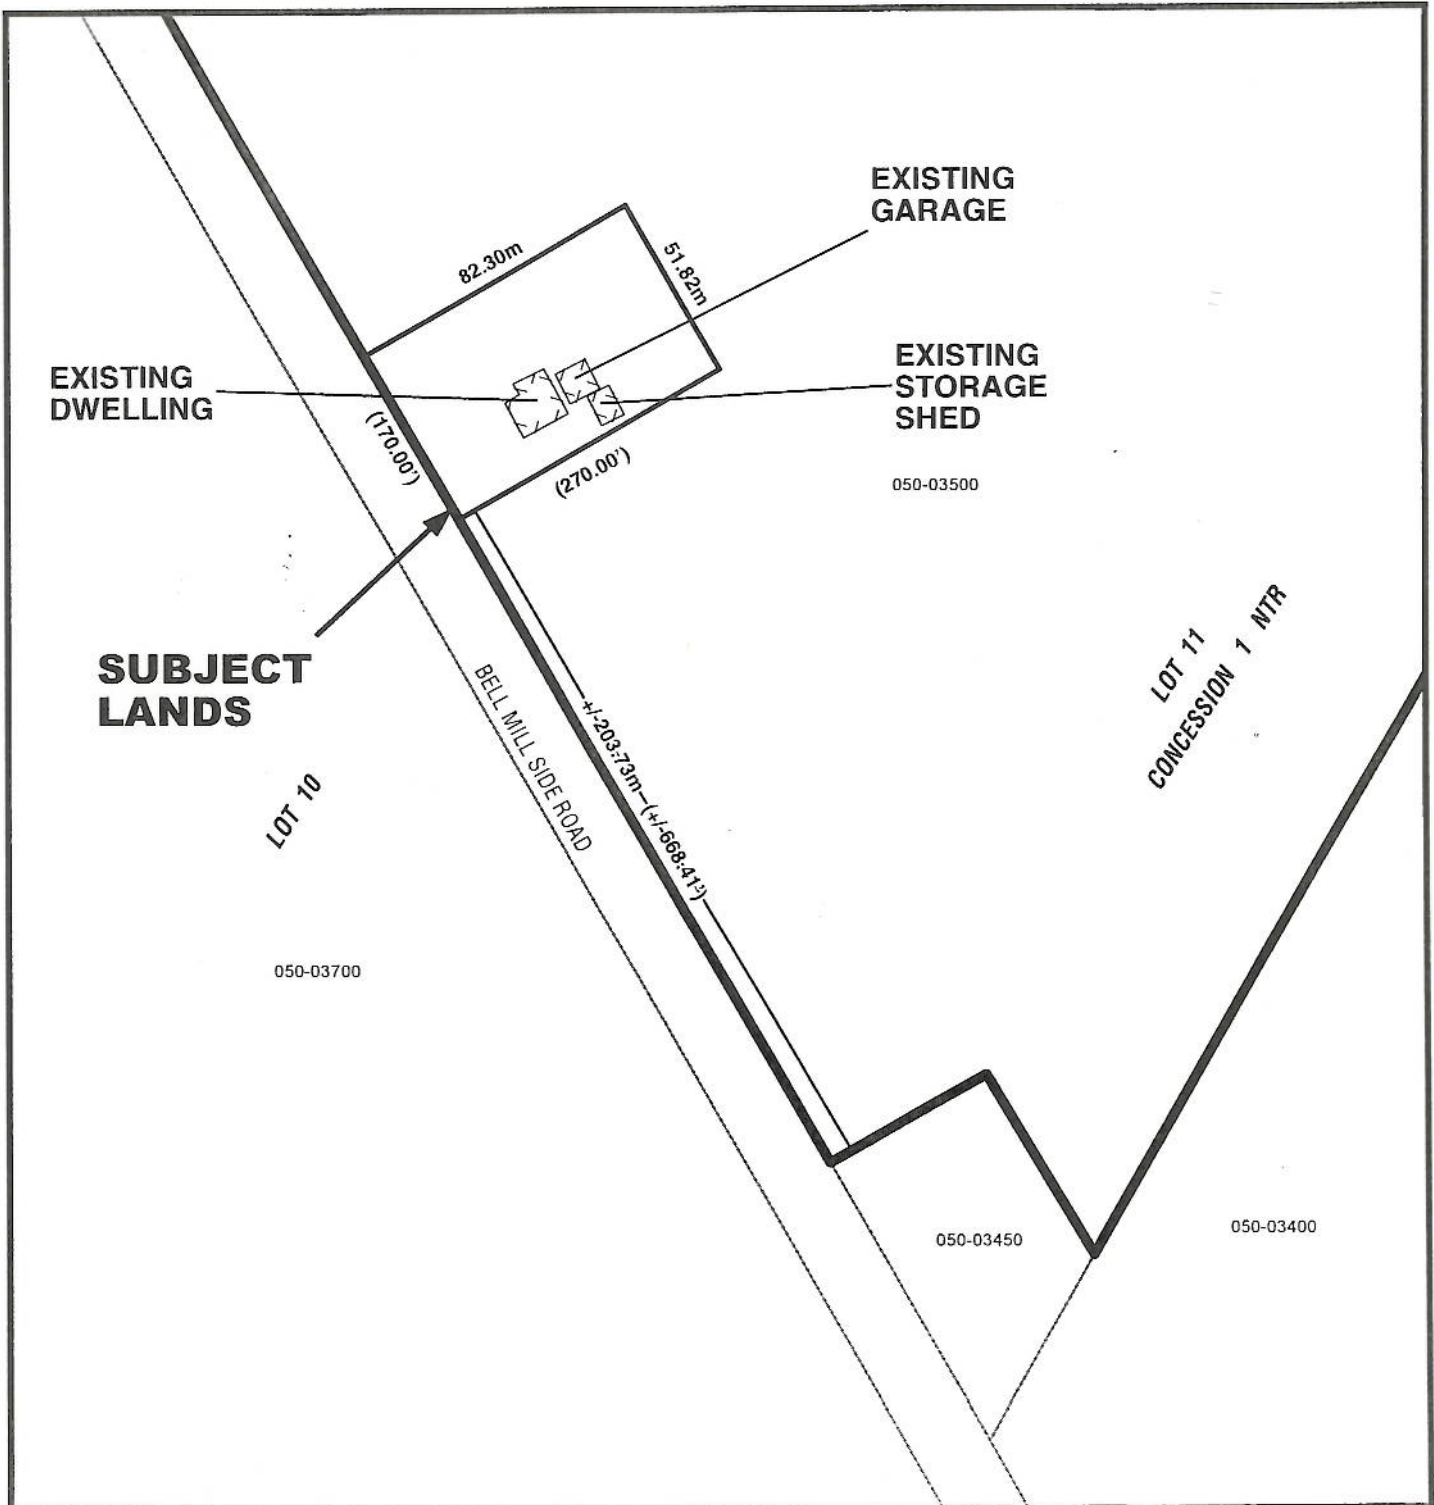 EXISTING
GARAGE
82.30m
51.82m
EXISTING
DWELLING
EXISTING
STORAGE
SHED
(170.00')
(270.00')
050-03500
SUBJECT
LANDS
LOT 11
CONCESSION 1 NTR
BELL MILL SIDE ROAD
+/-203.73m (+/-668.41')
LOT 10
050-03700
050-03450
050-03400